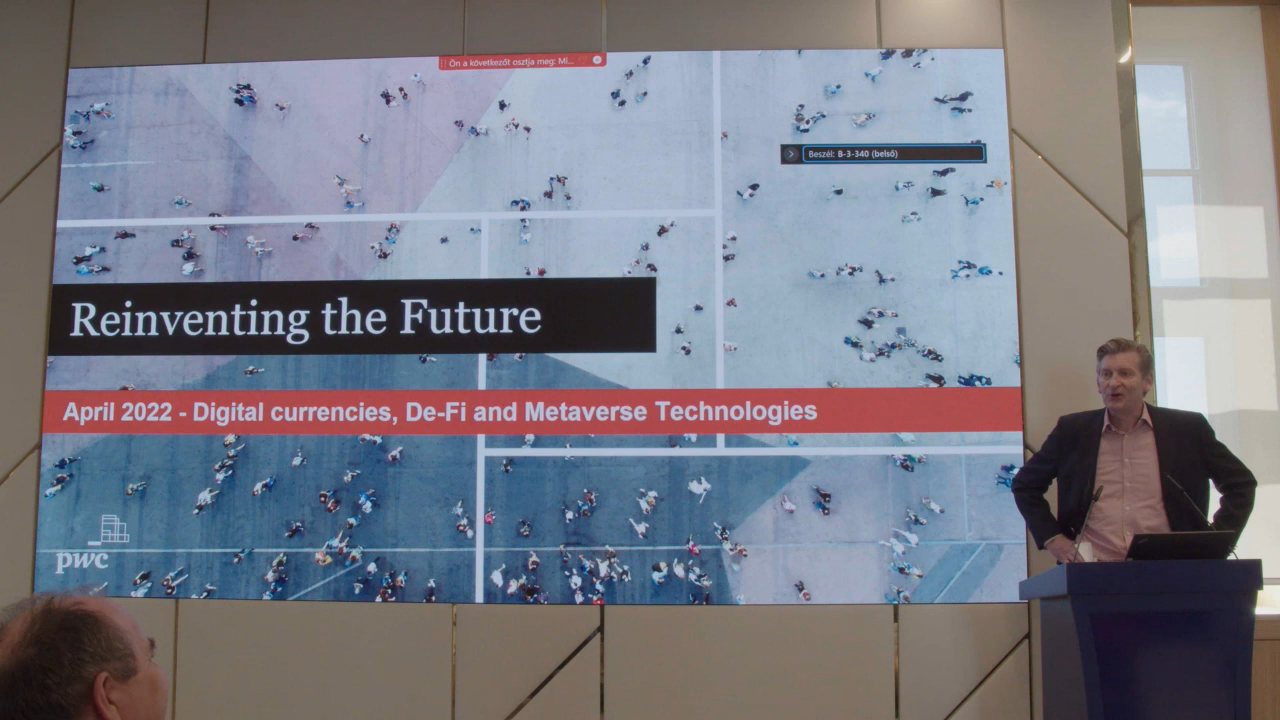 Ön a következőt osztja meg: Mi...
Beszél: B-3-340 (belső)
Reinventing the Future
April 2022 - Digital currencies, De-Fi and Metaverse Technologies
pwc